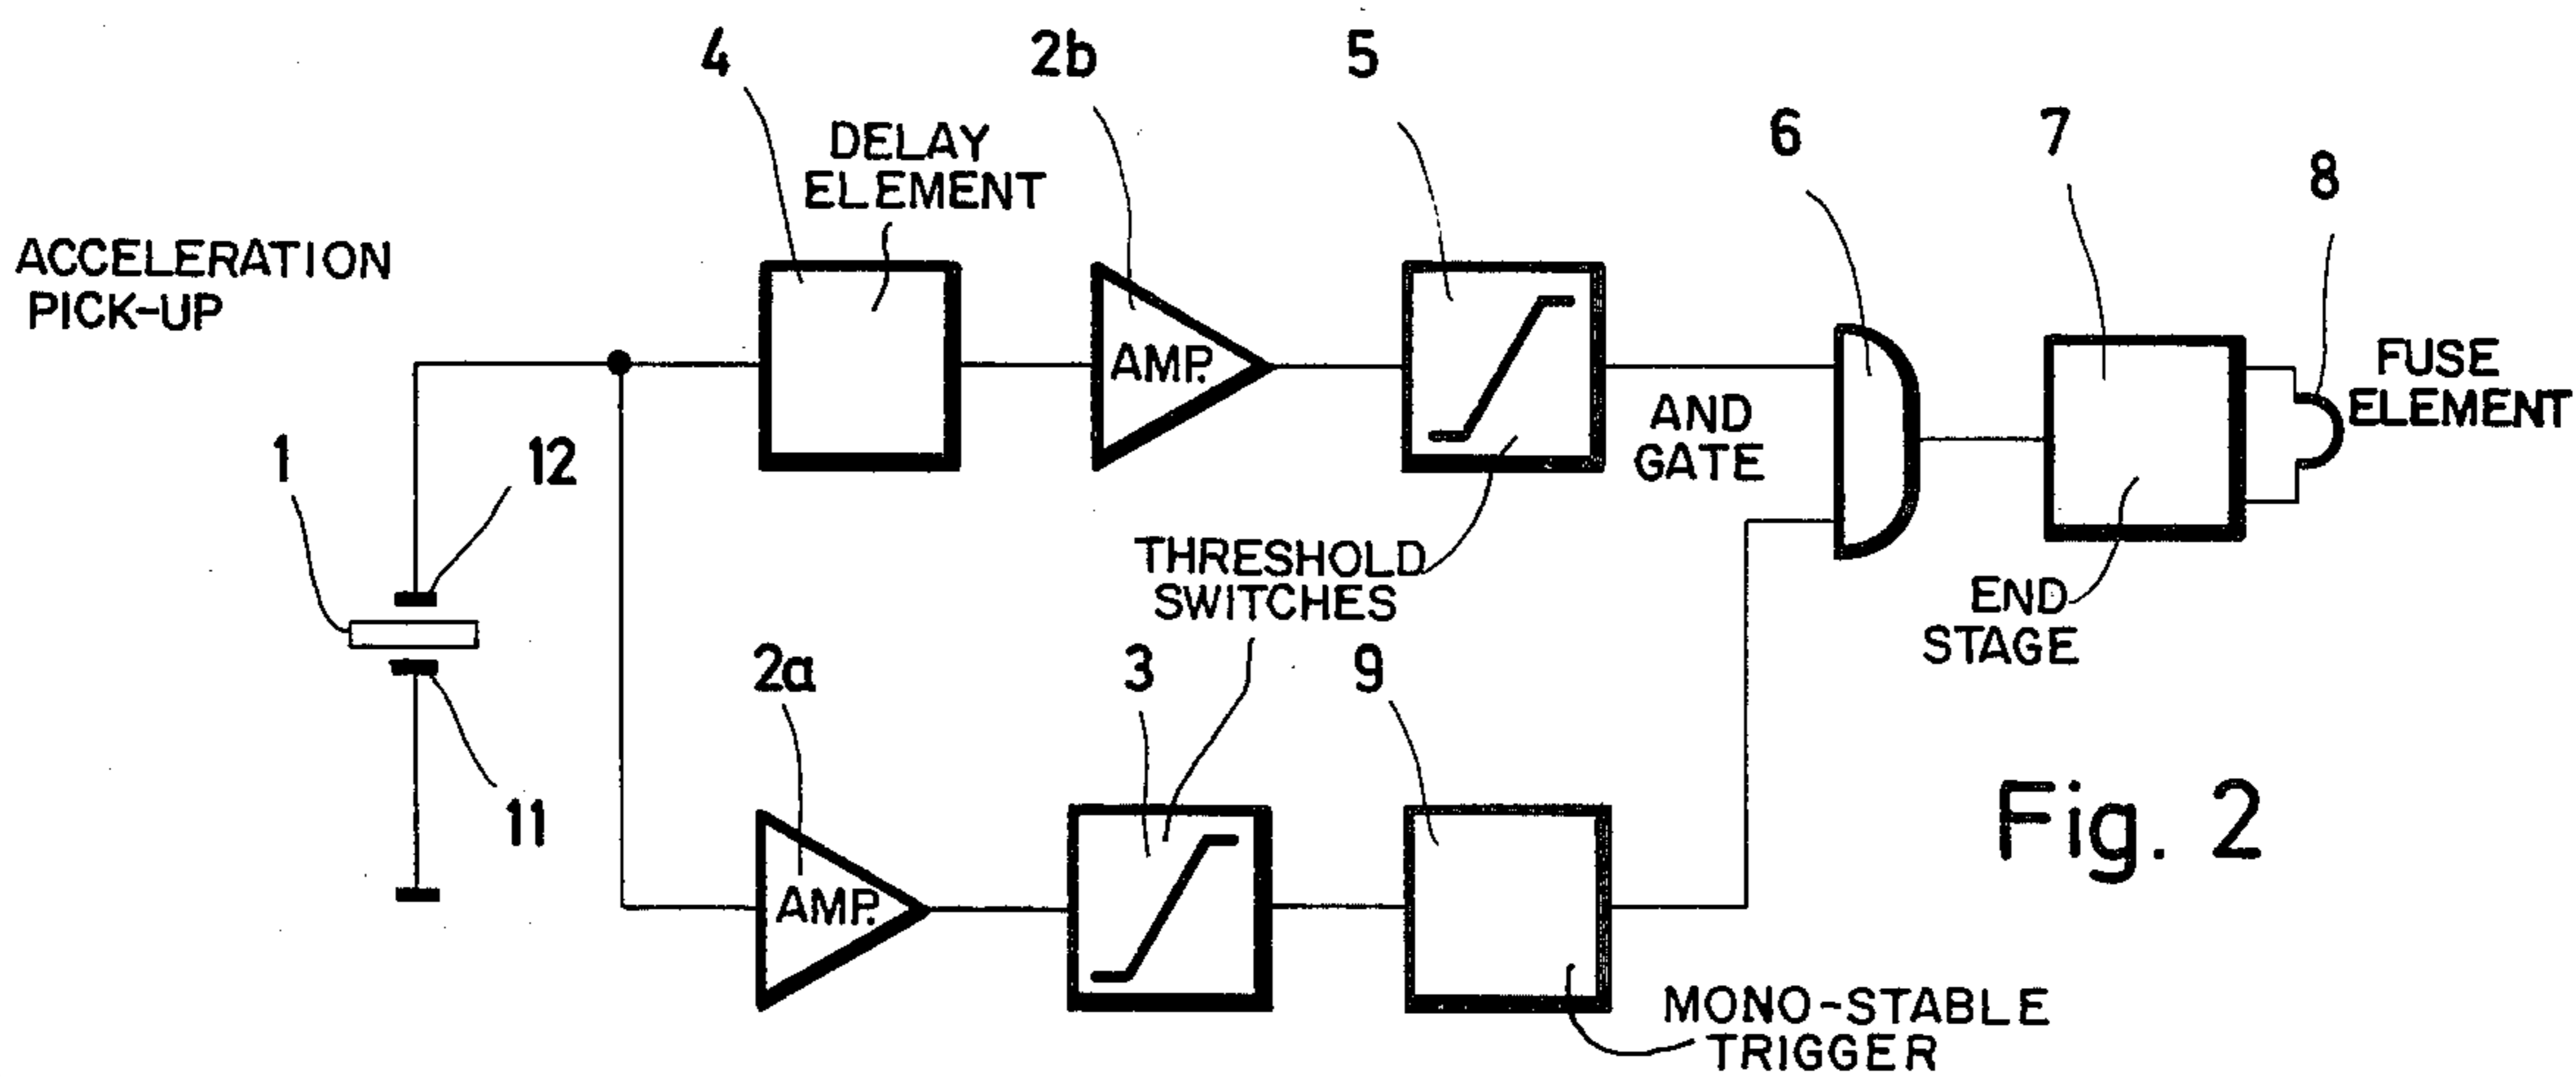 4
2b
5
6
7
8
DELAY
ELEMENT
ACCELERATION
PICK-UP
AMP.
AND
GATE
FUSE
ELEMENT
1
12
THRESHOLD
SWITCHES
END
STAGE
2a
3
9
11
AMP.
Fig. 2
MONO-STABLE
TRIGGER